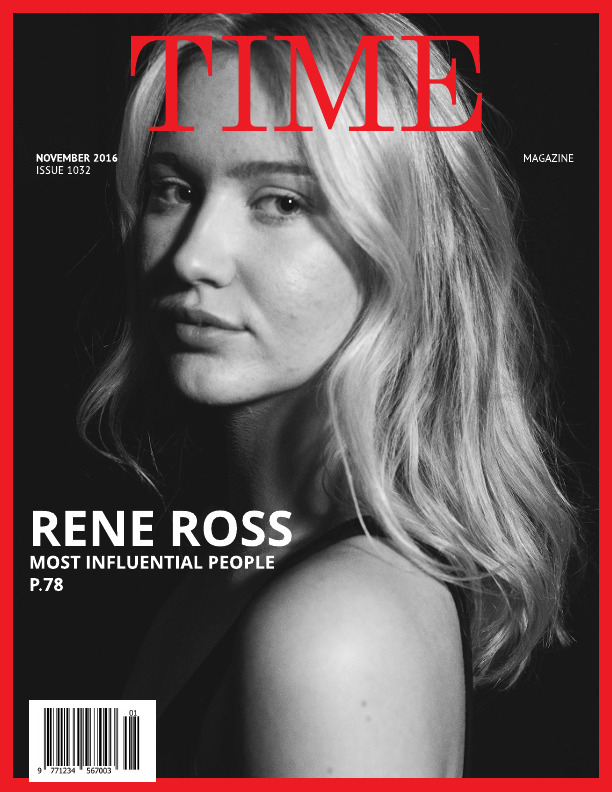 TIME
NOVEMBER 2016
ISSUE 1032
MAGAZINE
RENE ROSS
MOST INFLUENTIAL PEOPLE
P.78
01
9 771234 567003